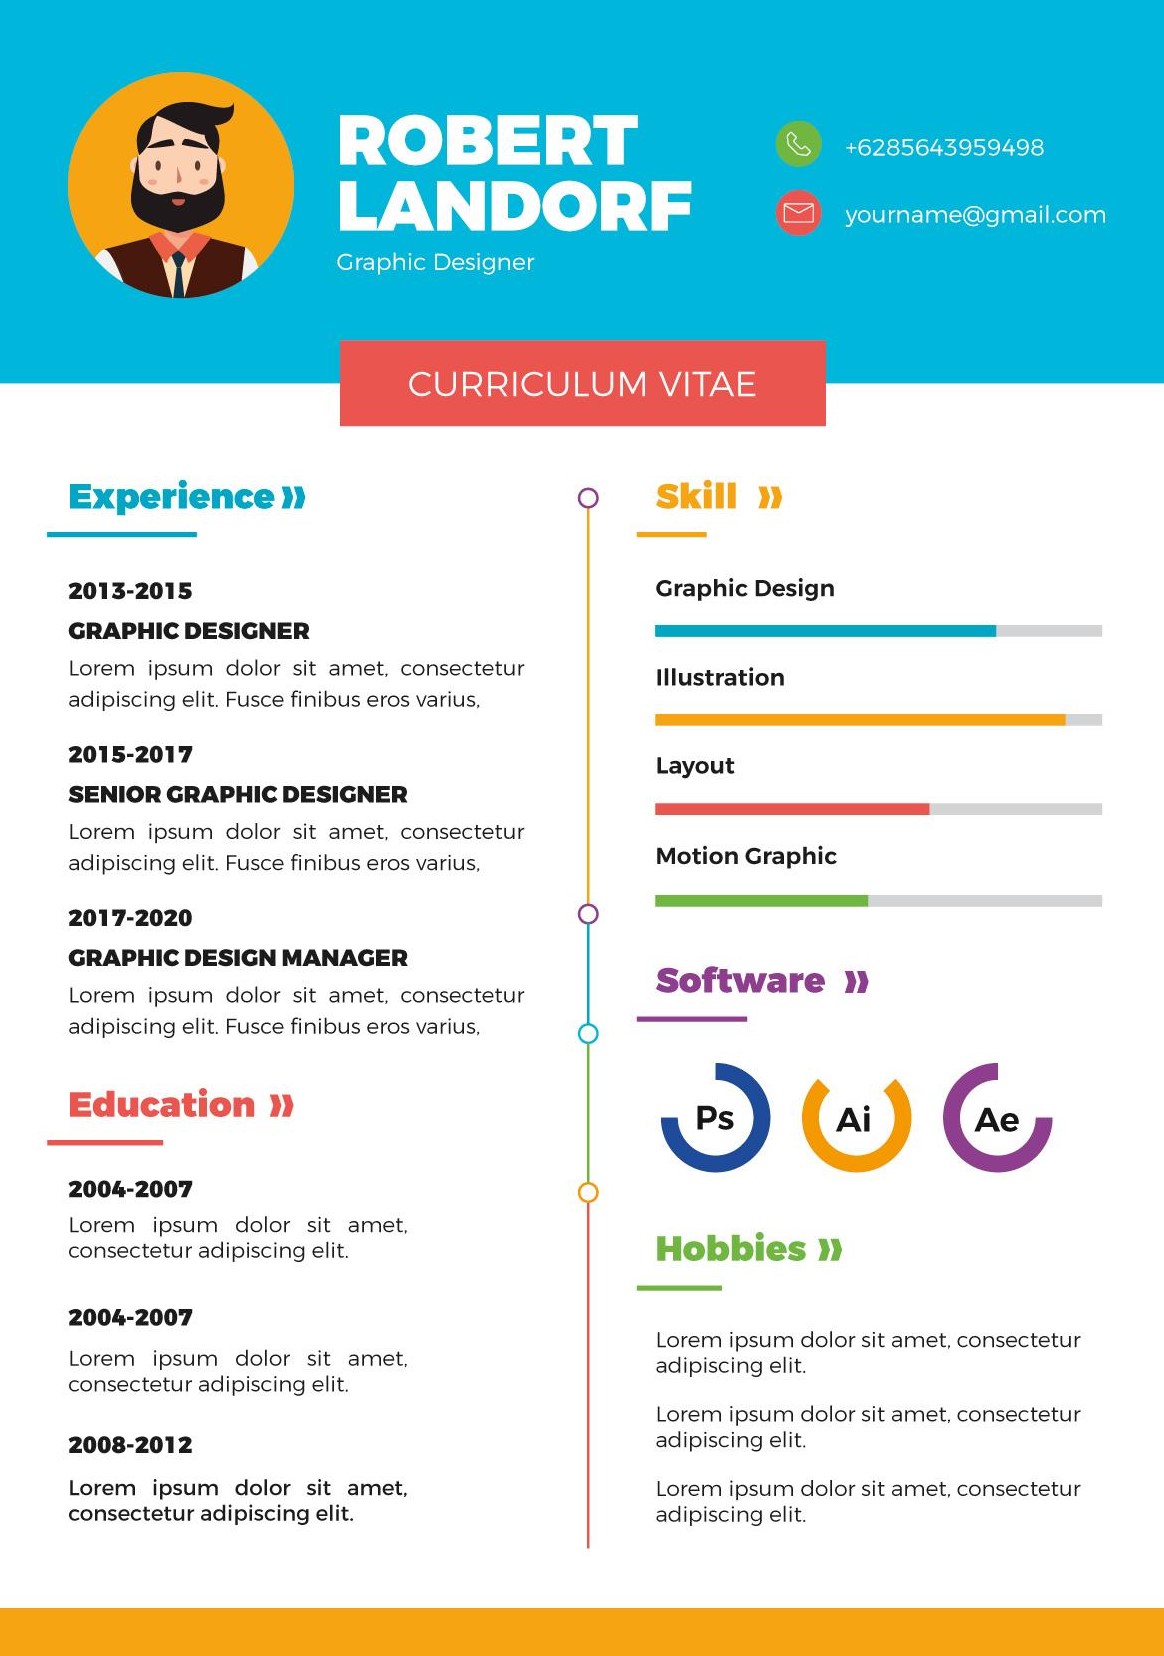 ROBERT
LANDORF
Graphic Designer
+6285643959498
yourname@gmail.com
CURRICULUM VITAE
Experience
2013-2015
GRAPHIC DESIGNER
Lorem ipsum dolor sit amet, consectetur
adipiscing elit. Fusce finibus eros varius,
2015-2017
SENIOR GRAPHIC DESIGNER
Lorem ipsum dolor sit amet, consectetur
adipiscing elit. Fusce finibus eros varius,
2017-2020
GRAPHIC DESIGN MANAGER
Lorem ipsum dolor sit amet, consectetur
adipiscing elit. Fusce finibus eros varius,
Education
2004-2007
Lorem ipsum dolor sit amet,
consectetur adipiscing elit.
2004-2007
Lorem ipsum dolor sit amet,
consectetur adipiscing elit.
2008-2012
Lorem ipsum dolor sit amet,
consectetur adipiscing elit.
Skill
Graphic Design
Illustration
Layout
Motion Graphic
Software
Ps
Ai
Ae
Hobbies
Lorem ipsum dolor sit amet, consectetur
adipiscing elit.
Lorem ipsum dolor sit amet, consectetur
adipiscing elit.
Lorem ipsum dolor sit amet, consectetur
adipiscing elit.